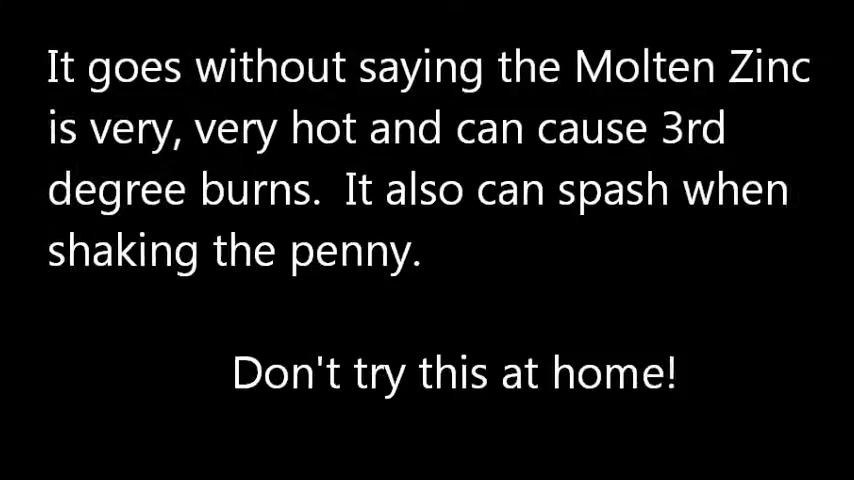 It goes without saying the Molten Zinc
is very, very hot and can cause 3rd
degree burns.  It also can spash when
shaking the penny.
Don't try this at home!